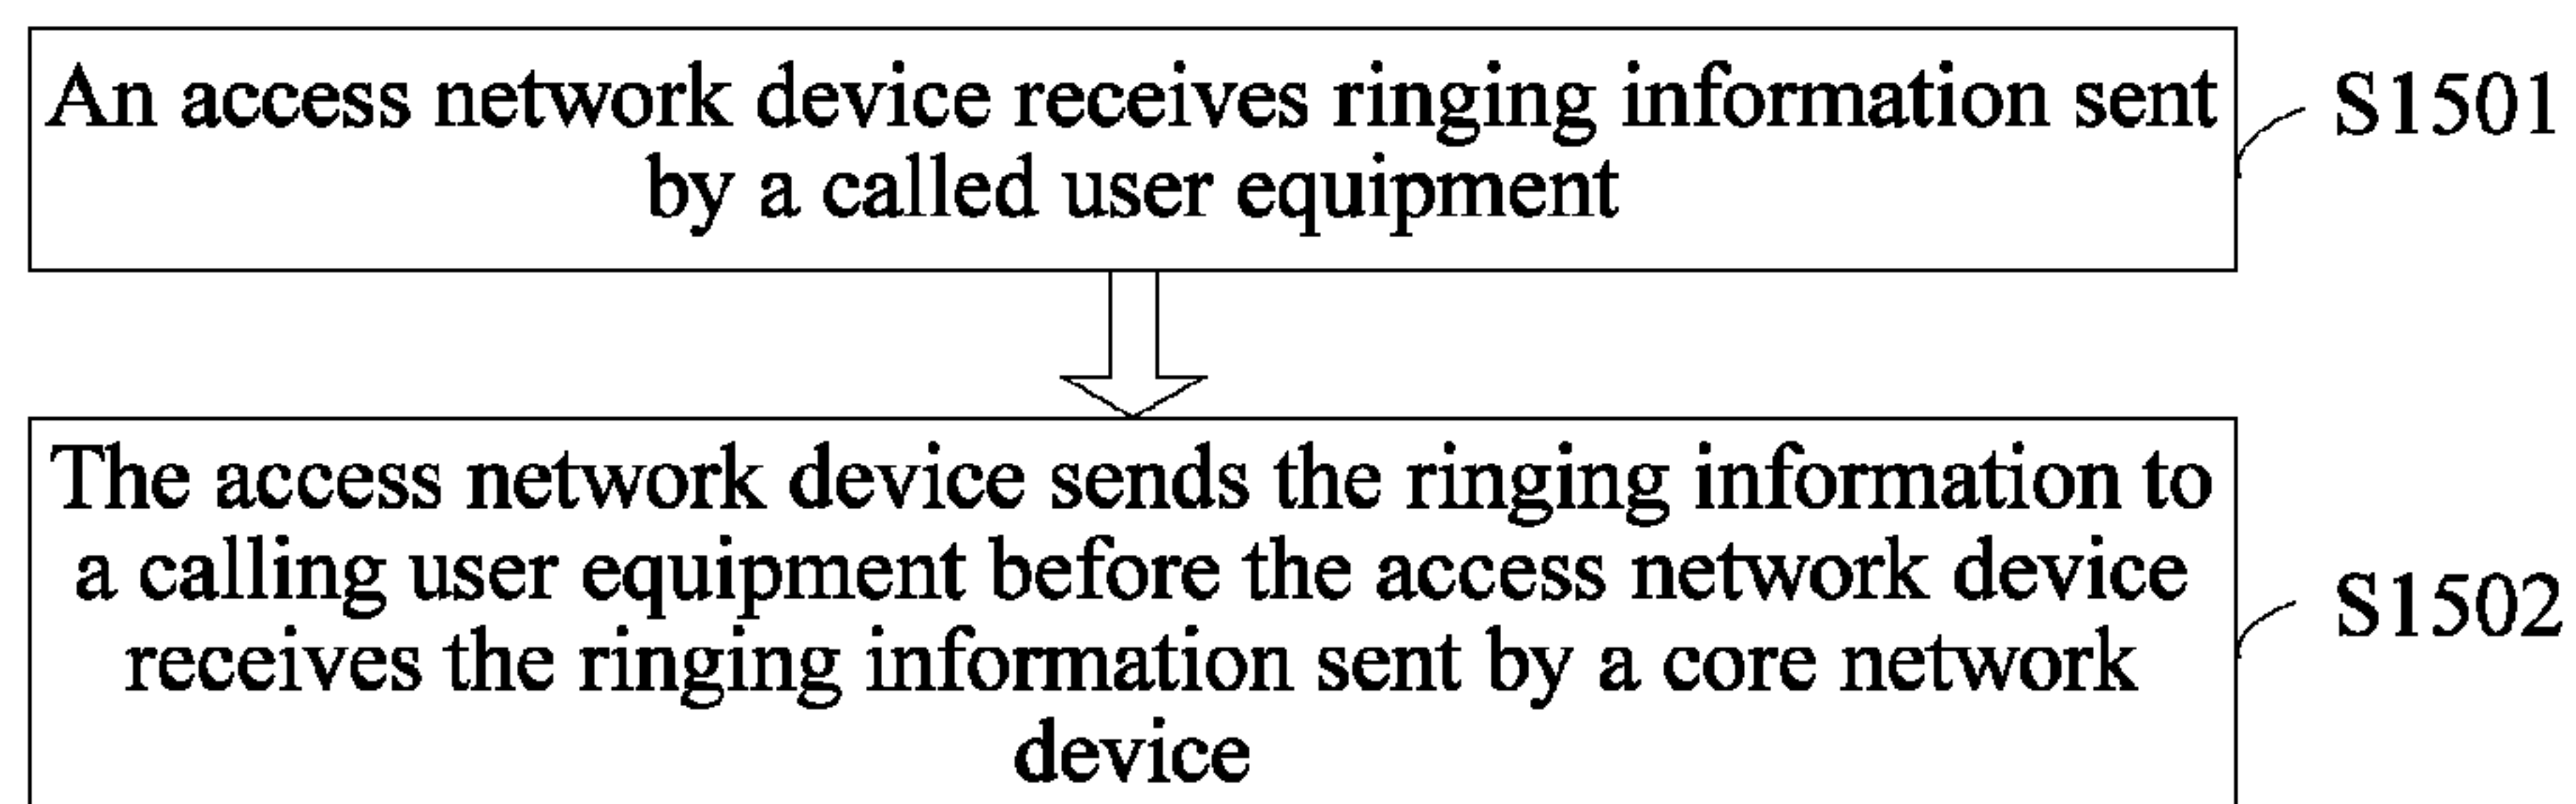 An access network device receives ringing information sent
by a called user equipment
S1501
The access network device sends the ringing information to
a calling user equipment before the access network device
receives the ringing information sent by a core network
device
S1502